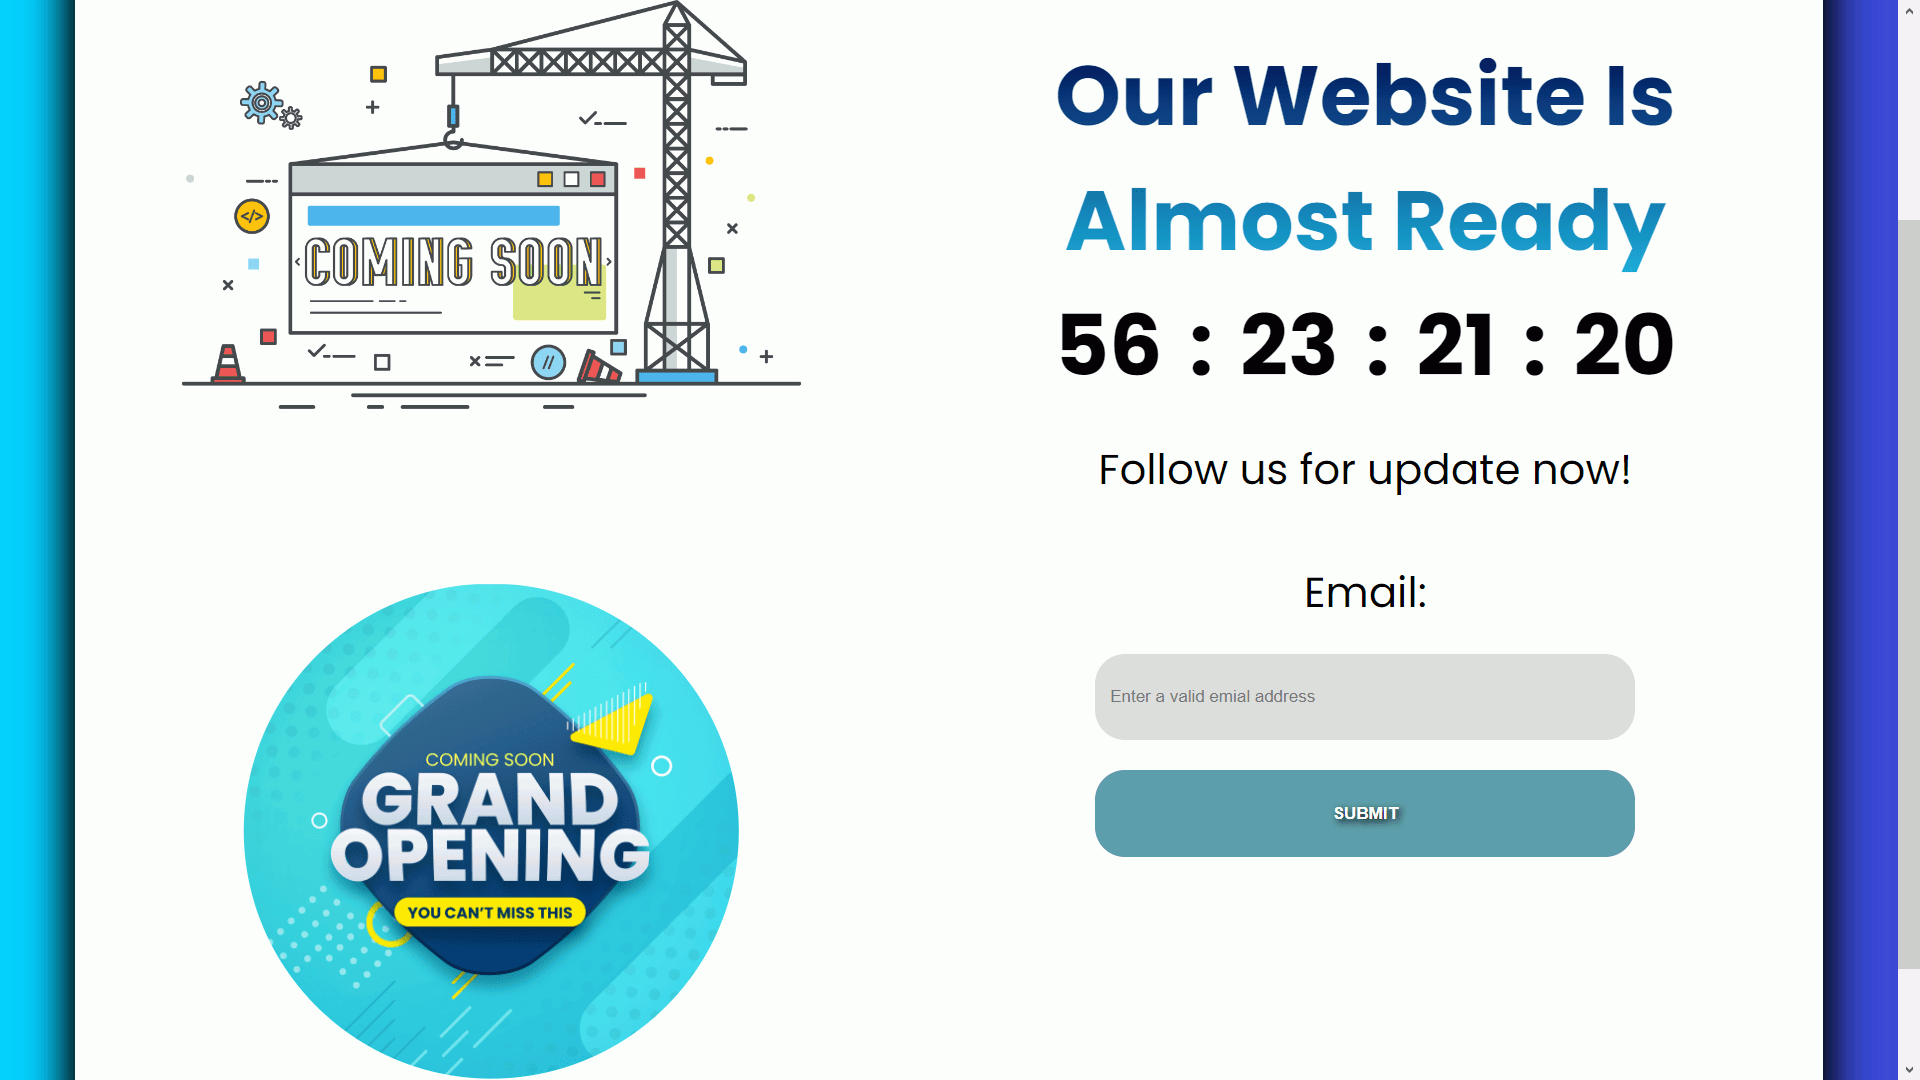 </>
COMING SOON
Our Website Is
Almost Ready
56 : 23 : 21 : 20
Follow us for update now!
Email:
Enter a valid emial address
SUBMIT
COMING SOON
GRAND
OPENING
YOU CAN'T MISS THIS